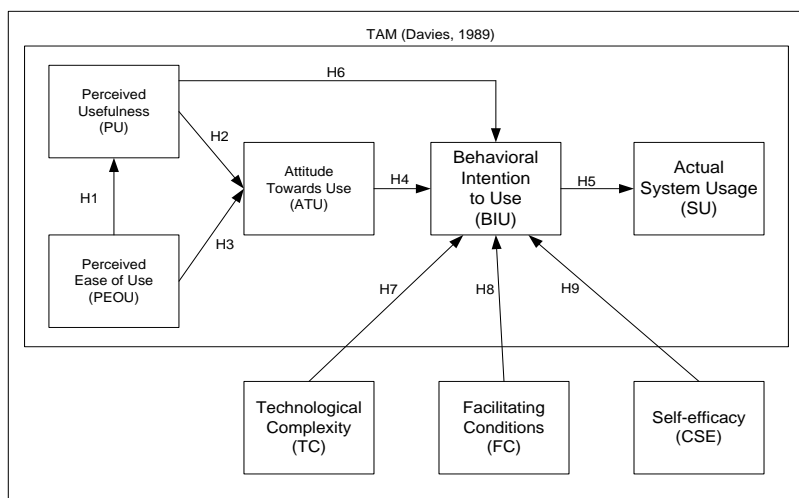 TAM (Davies, 1989)
H6
Perceived
Usefulness
(PU)
H2
Attitude
Towards Use
(ATU)
H4
Behavioral
Intention
to Use
(BIU)
H5
Actual
System Usage
(SU)
H1
H3
Perceived
Ease of Use
(PEOU)
H7
H8
H9
Technological
Complexity
(TC)
Facilitating
Conditions
(FC)
Self-efficacy
(CSE)